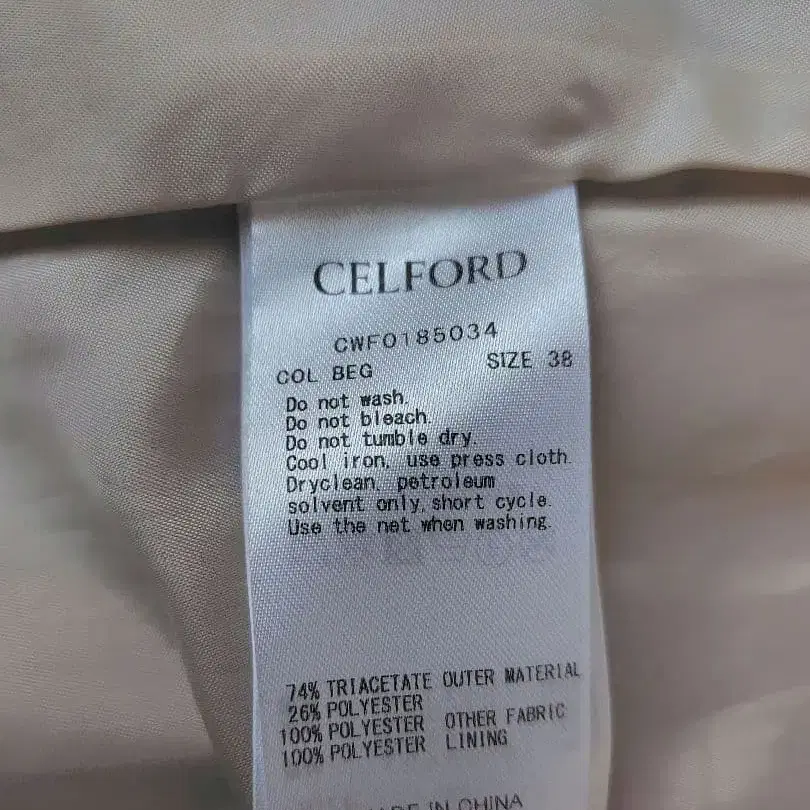 CELFORD
CWFO185034
COL BEG SIZE 38
Do not wash.
Do not bleach.
Do not tumble dry.
Cool iron, use press cloth.
Dryclean, petroleum
solvent only, short cycle.
Use the net when washing.
74% TRIACETATE OUTER MATERIAL
26% POLYESTER
100% POLYESTER OTHER FABRIC
100% POLYESTER LINING
IN CHINA